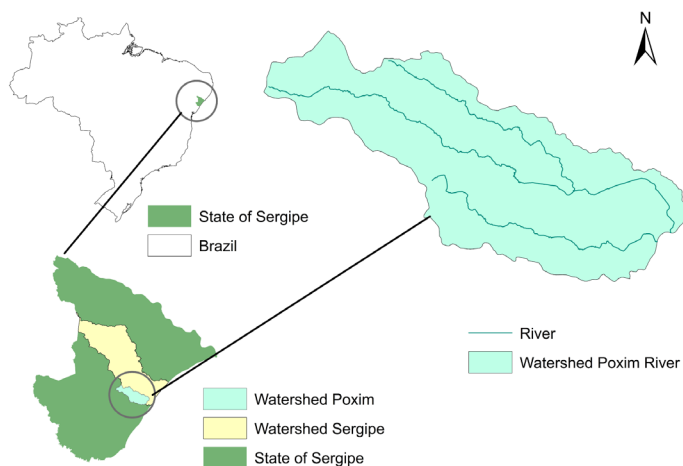 N
State of Sergipe
Brazil
River
Watershed Poxim River
Watershed Poxim
Watershed Sergipe
State of Sergipe